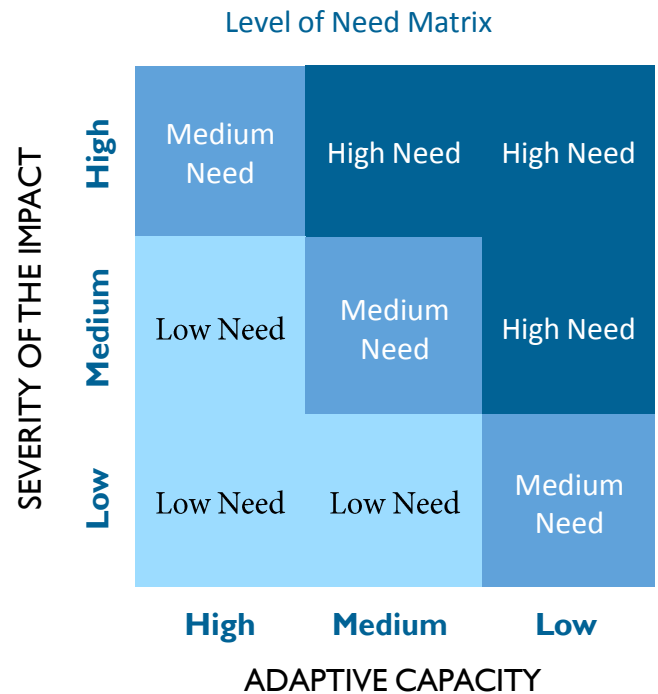 Level of Need Matrix
SEVERITY OF THE IMPACT
High
Medium
Need
High Need
High Need
Medium
Low Need
Medium
Need
High Need
Low
Low Need
Low Need
Medium
Need
High
Medium
Low
ADAPTIVE CAPACITY